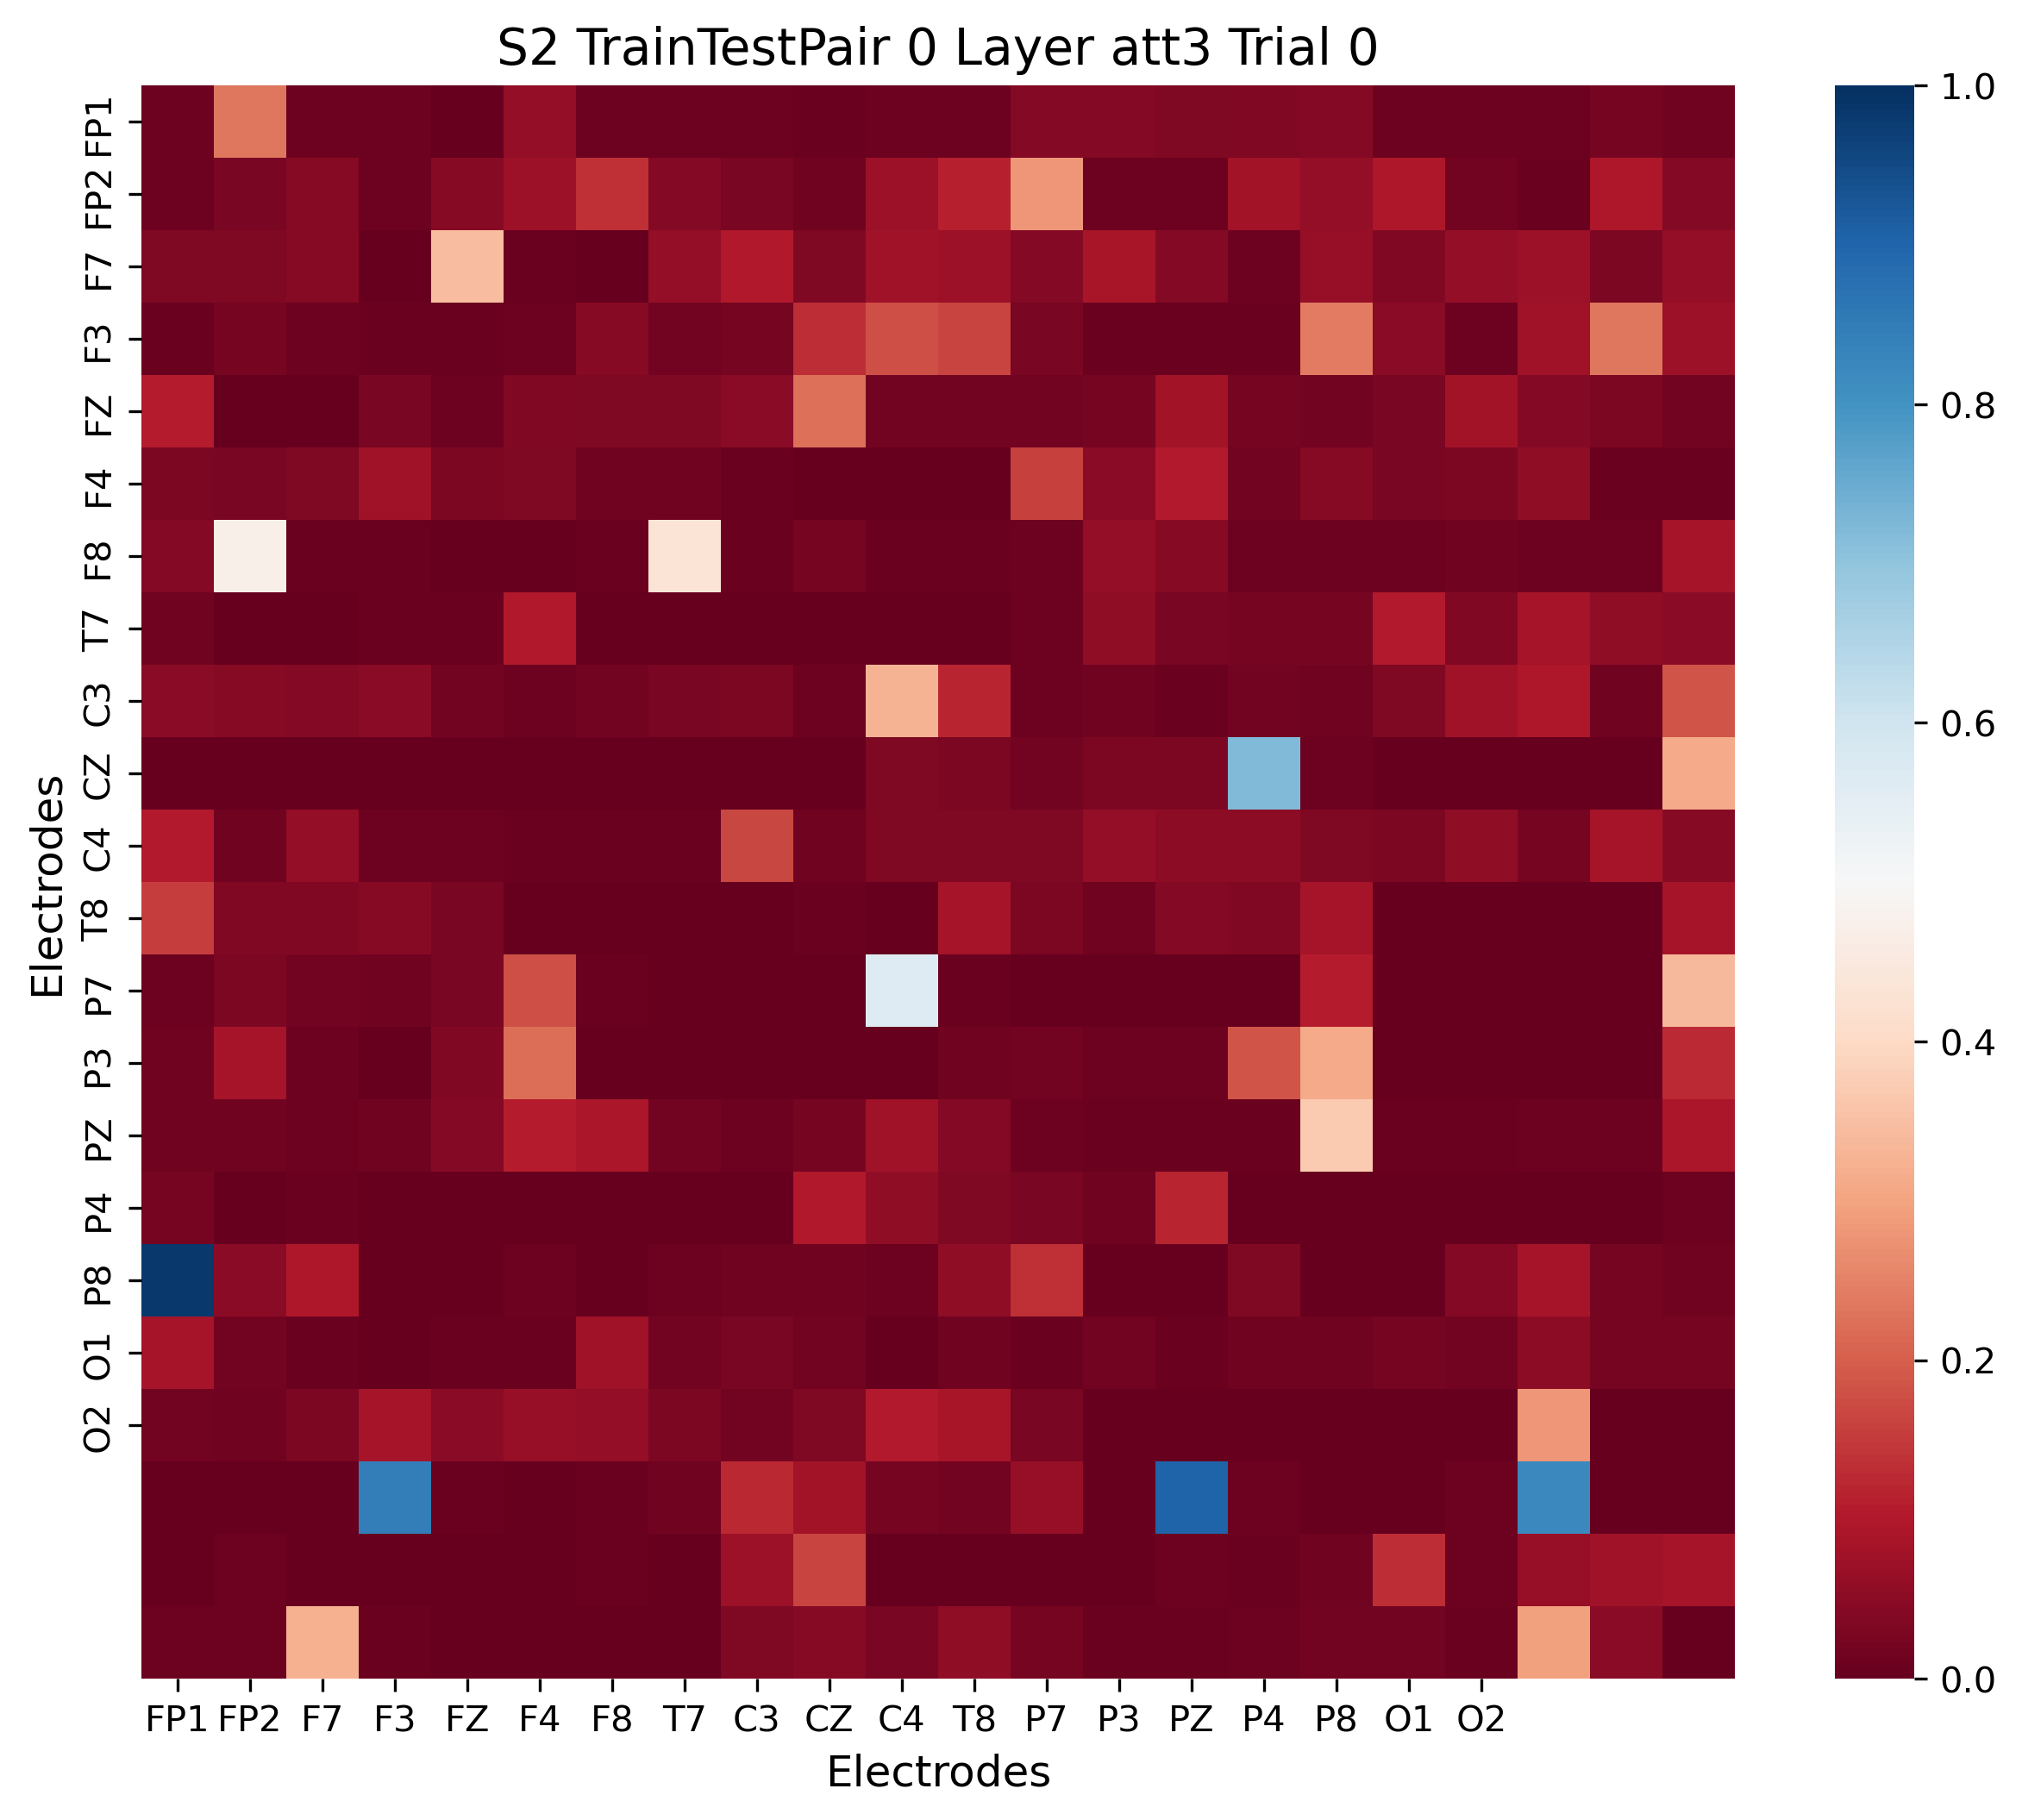 S2 TrainTestPair 0 Layer att3 Trial 0
Electrodes
FP1
FP2
F7
F3
FZ
F4
F8
T7
C3
CZ
C4
T8
P7
P3
PZ
P4
P8
O1
O2
FP1 FP2 F7 F3 FZ F4 F8 T7 C3 CZ C4 T8 P7 P3 PZ P4 P8 O1 O2
Electrodes
1.0
0.8
0.6
0.4
0.2
0.0